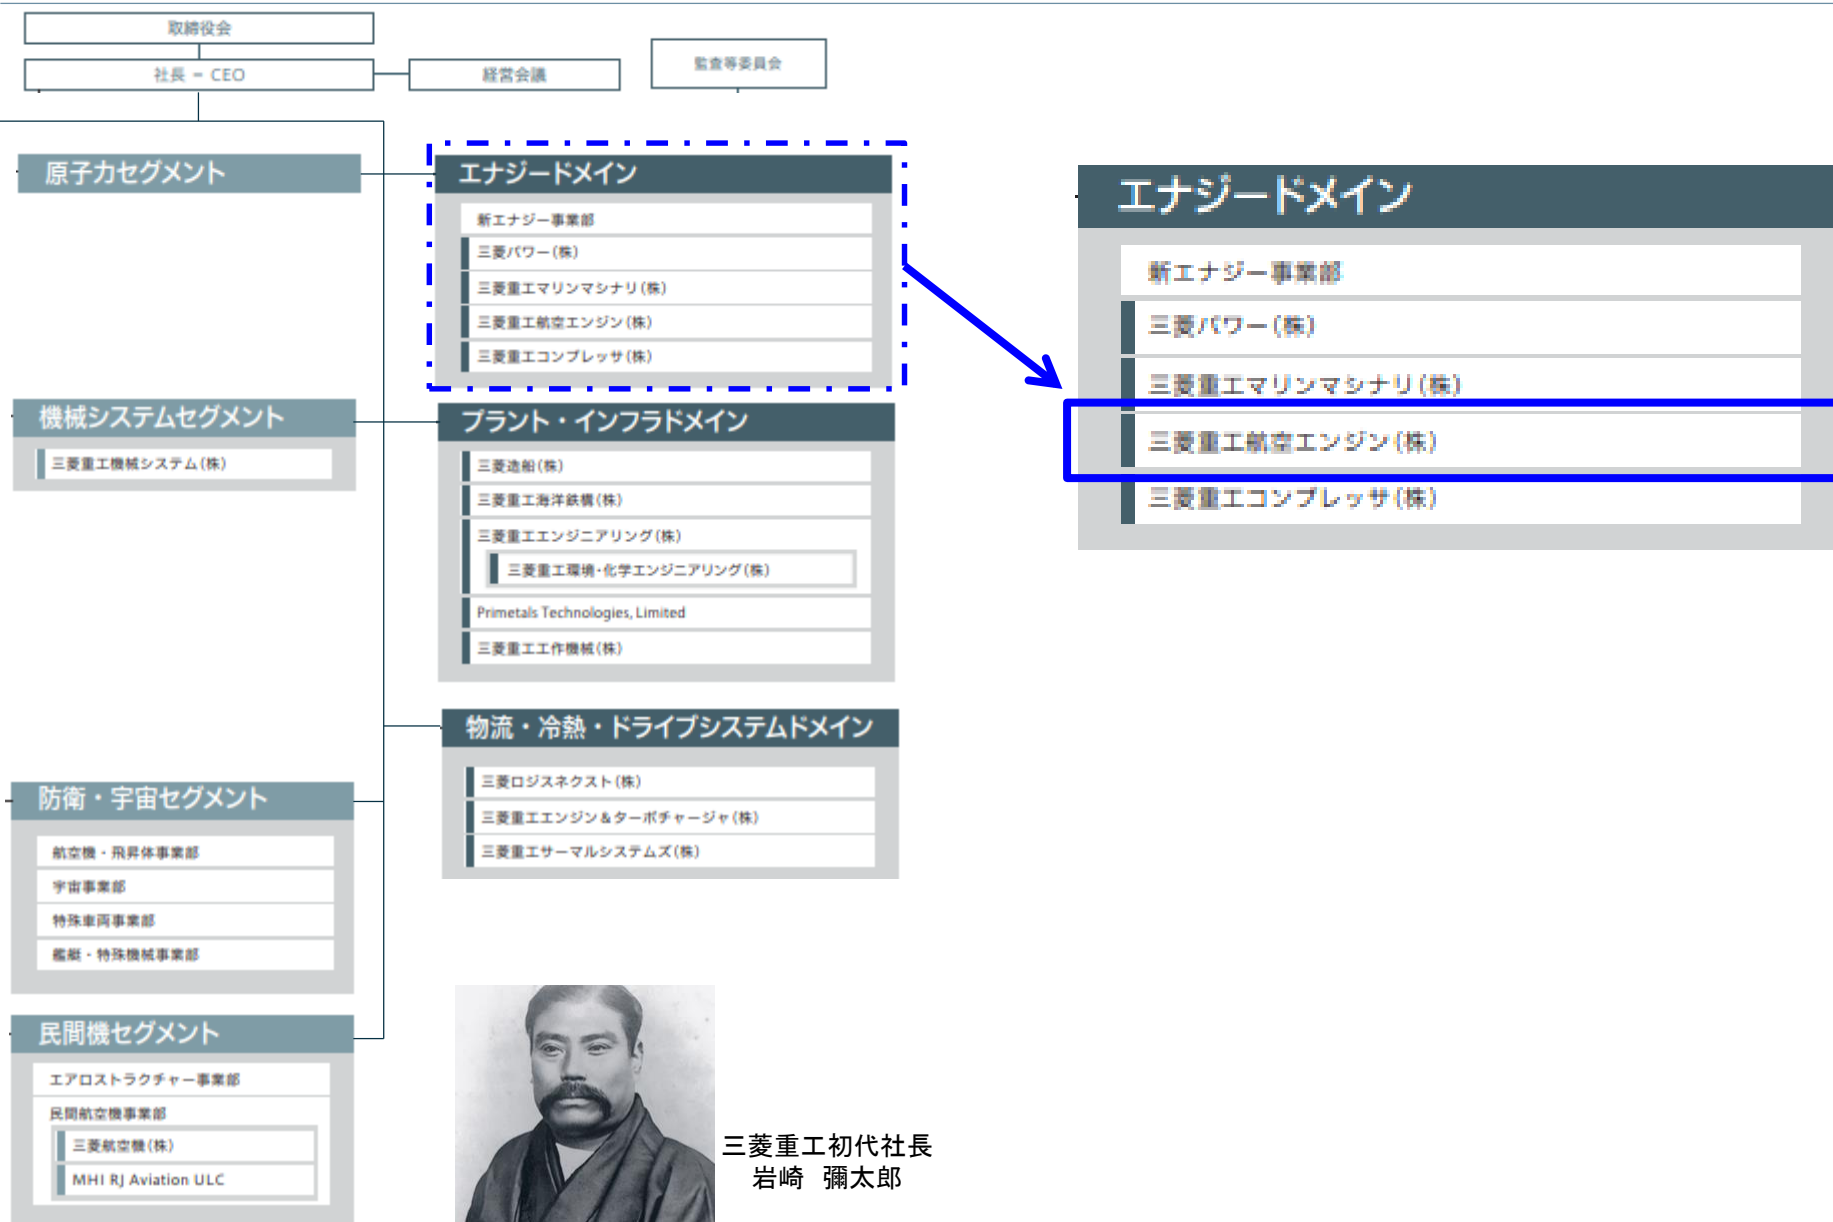 取締役会
社長 = CEO
経営会議
監査等委員会
原子力セグメント
機械システムセグメント
三菱重工機械システム(株)
防衛・宇宙セグメント
航空機・飛昇体事業部
宇宙事業部
特殊車両事業部
艦艇・特殊機械事業部
民間機セグメント
エアロストラクチャー事業部
民間航空機事業部
三菱航空機(株)
MHI RJ Aviation ULC
エナジードメイン
新エナジー事業部
三菱パワー(株)
三菱重工マリンマシナリ(株)
三菱重工航空エンジン(株)
三菱重工コンプレッサ(株)
プラント・インフラドメイン
三菱造船(株)
三菱重工海洋鉄構(株)
三菱重工エンジニアリング(株)
三菱重工環境・化学エンジニアリング(株)
Primetals Technologies, Limited
三菱重工工作機械(株)
物流・冷熱・ドライブシステムドメイン
三菱ロジスネクスト(株)
三菱重工エンジン&ターボチャージャ(株)
三菱重工サーマルシステムズ(株)
三菱重工初代社長
岩崎 彌太郎
エナジードメイン
新エナジー事業部
三菱パワー(株)
三菱重工マリンマシナリ(株)
三菱重工航空エンジン(株)
三菱重工コンプレッサ(株)